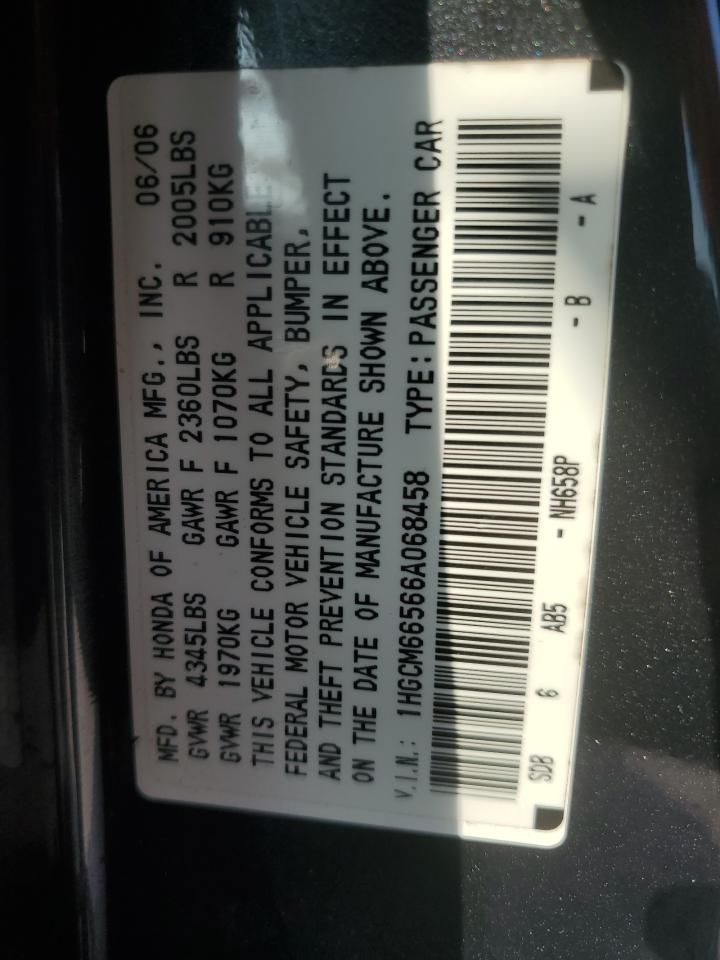 MFD. BY HONDA OF AMERICA MFG., INC. 06/06
GVWR 4345LBS GAWR F 2360LBS R 2005LBS
GVWR 1970KG GAWR F 1070KG R 910KG
THIS VEHICLE CONFORMS TO ALL APPLICABLE
FEDERAL MOTOR VEHICLE SAFETY, BUMPER,
AND THEFT PREVENTION STANDARDS IN EFFECT
ON THE DATE OF MANUFACTURE SHOWN ABOVE.
V.I.N.: 1HGCM66566A068458 TYPE:PASSENGER CAR
SDB 6 AB5 - NH658P - B - A